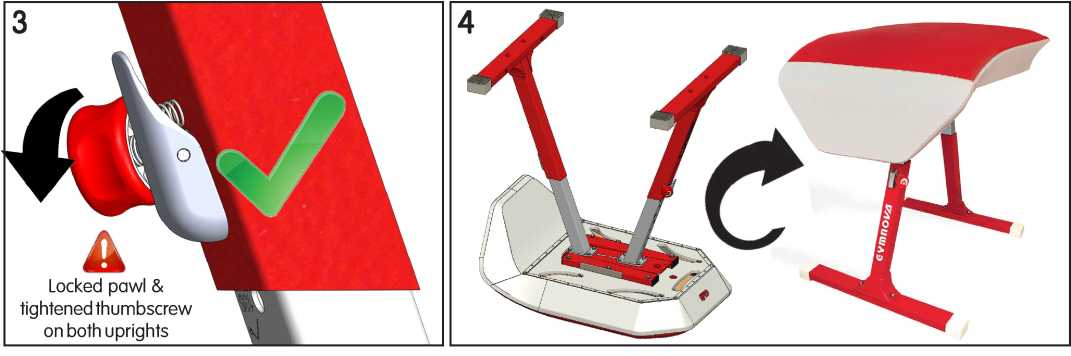 3
Locked pawl &
tightened thumbscrew
on both uprights
4
GYMNOVA